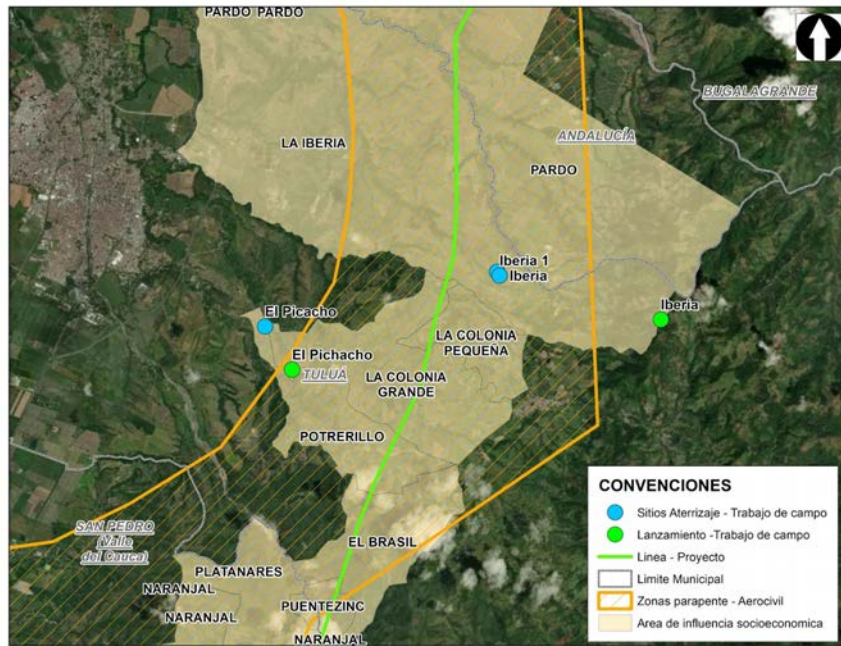 PARDO PARDO
BUGALAGRANDE
ANDALUCÍA
LA IBERIA
PARDO
Iberia 1
Iberia
Iberia
El Picacho
LA COLONIA
PEQUEÑA
El Pichacho
TULUÁ
LA COLONIA
GRANDE
POTRERILLO
SAN PEDRO
(Valle
del Cauca)
EL BRASIL
PLATANARES
NARANJAL
PUENTEZINC
NARANJAL
NARANJAL
CONVENCIONES
Sitios Aterrizaje - Trabajo de campo
Lanzamiento -Trabajo de campo
Linea - Proyecto
Limite Municipal
Zonas parapente - Aerocivil
Area de influencia socioeconomica